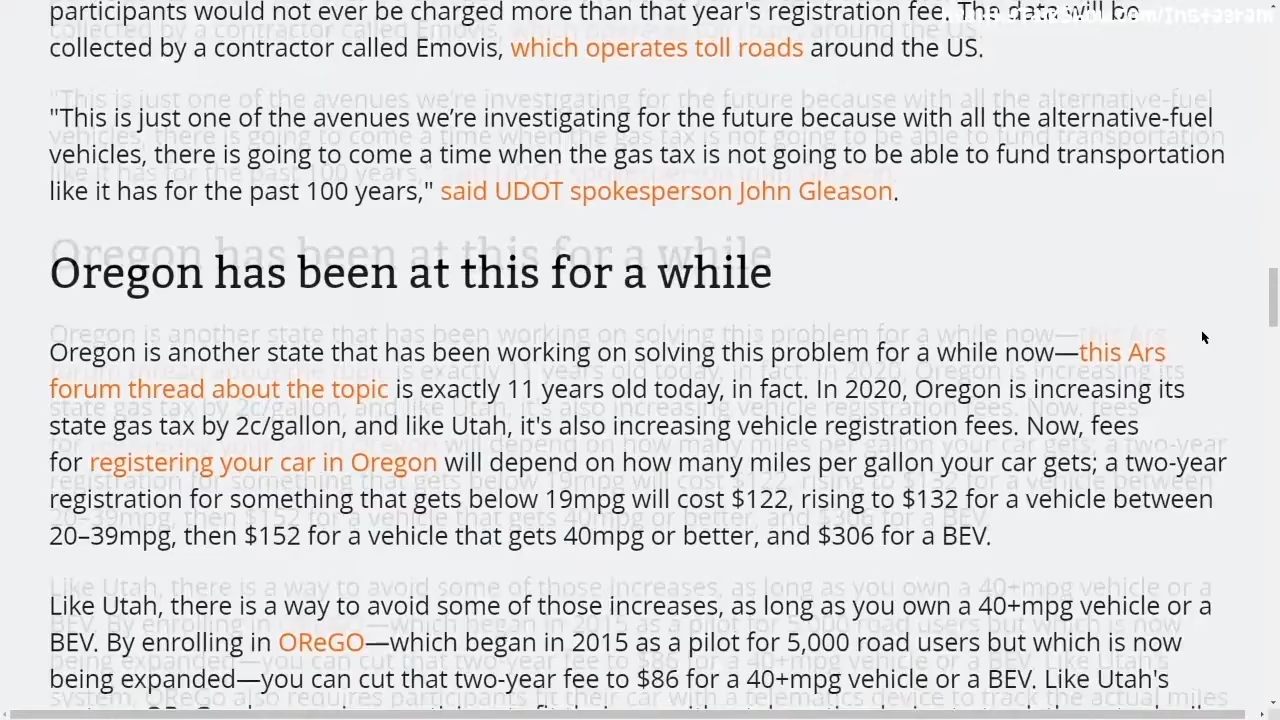 participants would not ever be charged more than that year's registration fee. The data will be
collected by a contractor called Emovis, which operates toll roads around the US.
"This is just one of the avenues we’re investigating for the future because with all the alternative-fuel
vehicles, there is going to come a time when the gas tax is not going to be able to fund transportation
like it has for the past 100 years," said UDOT spokesperson John Gleason.
Oregon has been at this for a while
Oregon is another state that has been working on solving this problem for a while now—this Ars
forum thread about the topic is exactly 11 years old today, in fact. In 2020, Oregon is increasing its
state gas tax by 2c/gallon, and like Utah, it's also increasing vehicle registration fees. Now, fees
for registering your car in Oregon will depend on how many miles per gallon your car gets; a two-year
registration for something that gets below 19mpg will cost $122, rising to $132 for a vehicle between
20–39mpg, then $152 for a vehicle that gets 40mpg or better, and $306 for a BEV.
Like Utah, there is a way to avoid some of those increases, as long as you own a 40+mpg vehicle or a
BEV. By enrolling in OReGO—which began in 2015 as a pilot for 5,000 road users but which is now
being expanded—you can cut that two-year fee to $86 for a 40+mpg vehicle or a BEV. Like Utah's